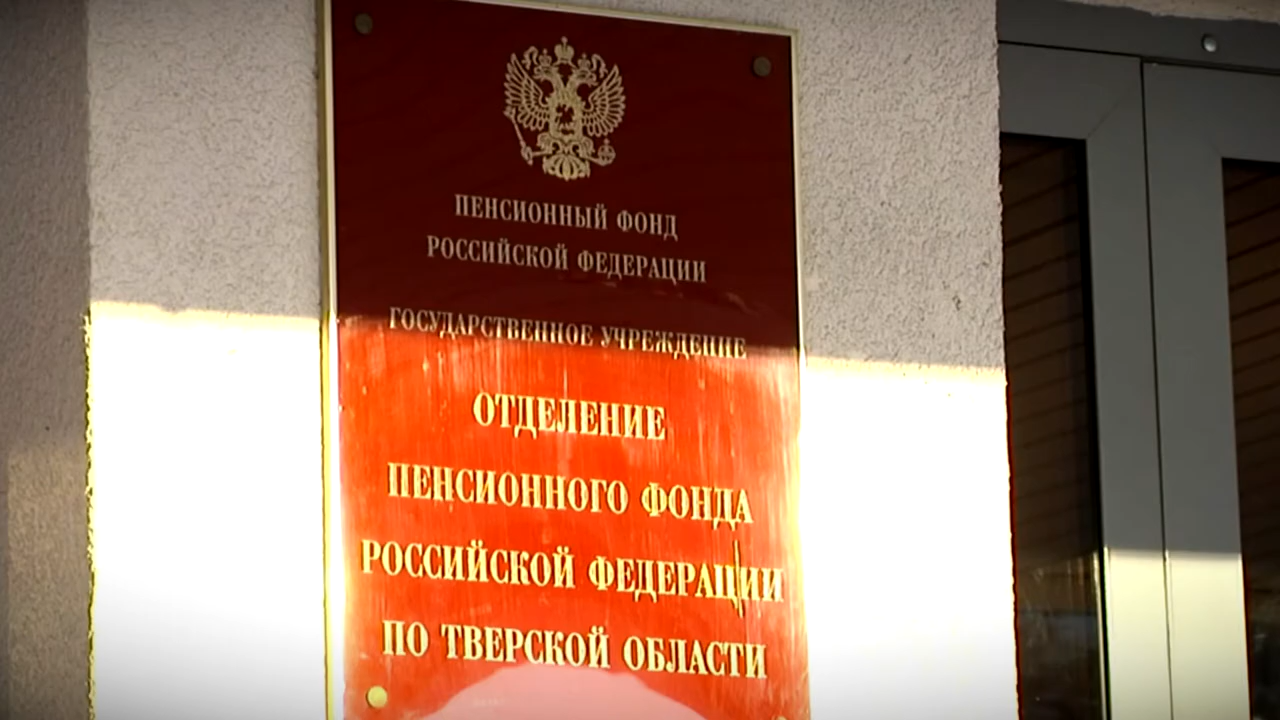 ПЕНСИОННЫЙ ФОНД
РОССИЙСКОЙ ФЕДЕРАЦИИ
ГОСУДАРСТВЕННОЕ УЧРЕЖДЕНИЕ
ОТДЕЛЕНИЕ
ПЕНСИОННОГО ФОНДА
РОССИЙСКОЙ ФЕДЕРАЦИИ
ПО ТВЕРСКОЙ ОБЛАСТИ